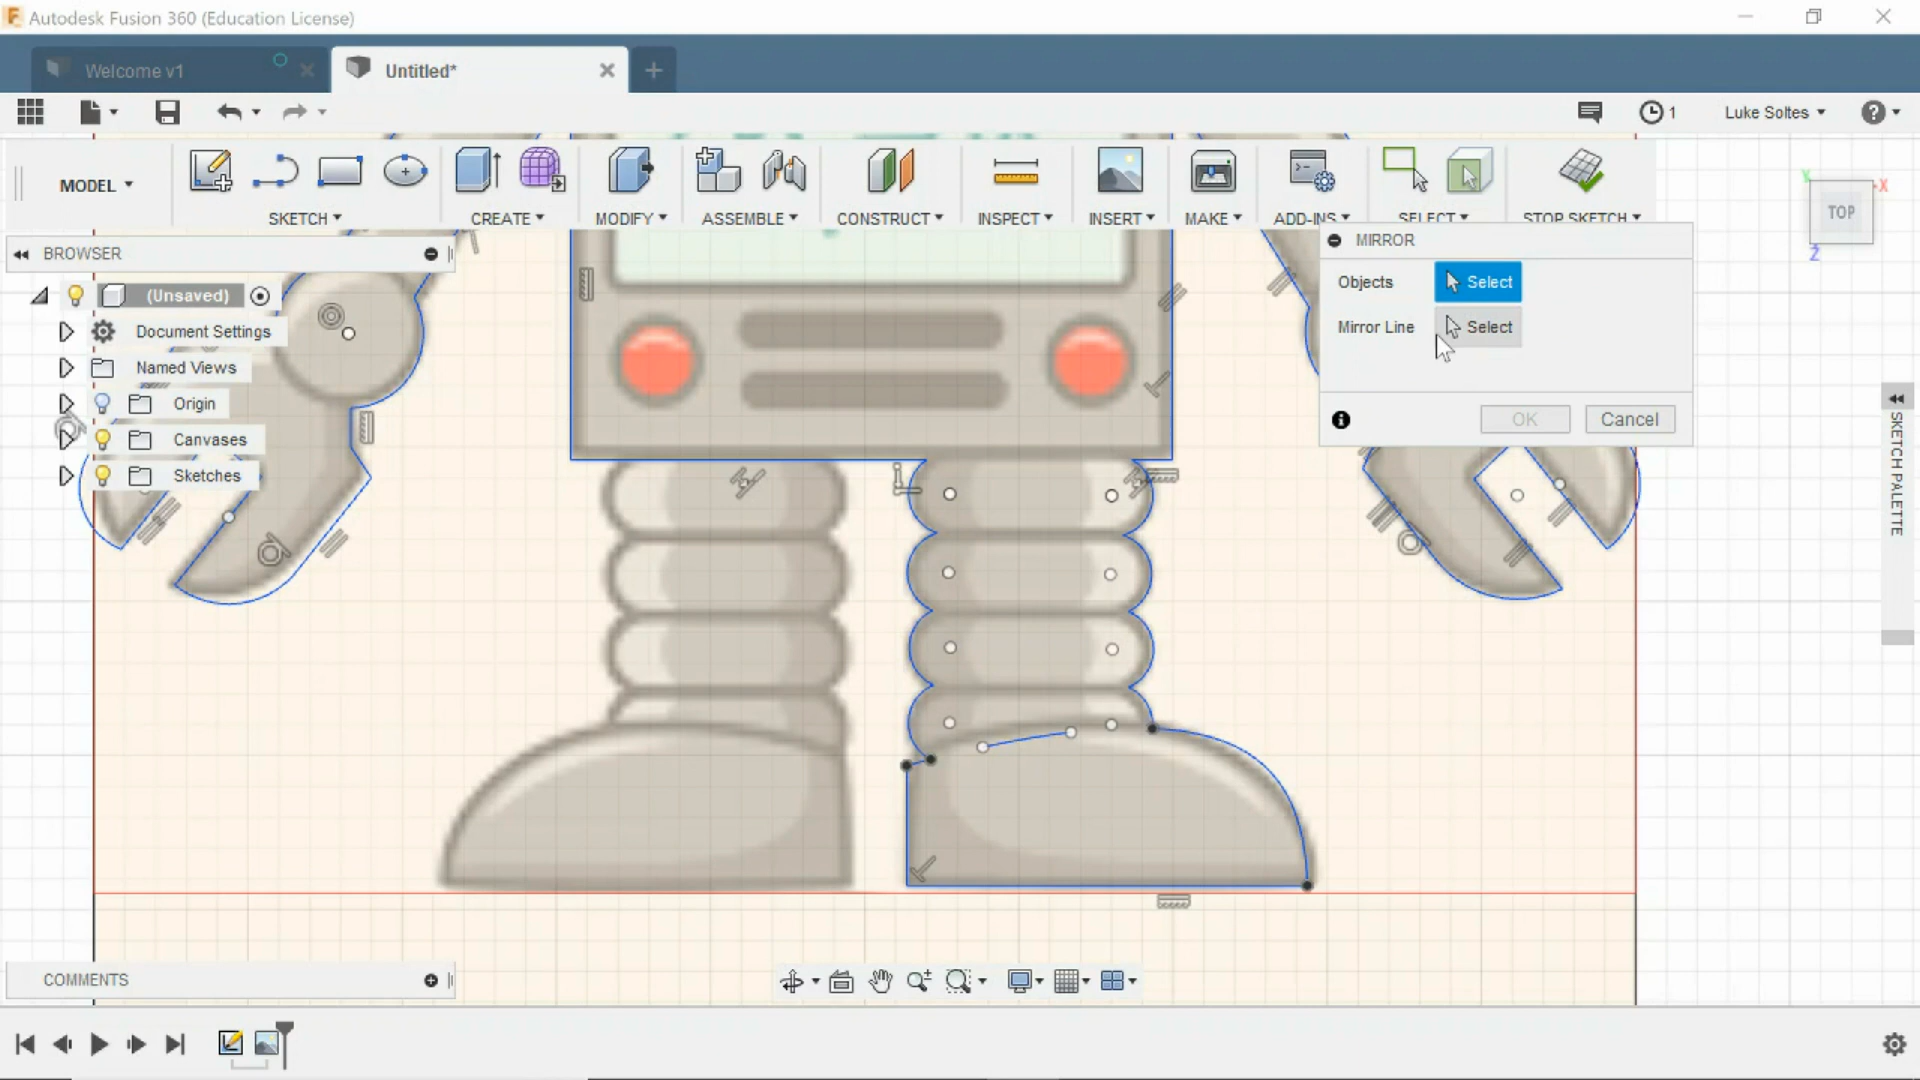 Autodesk Fusion 360 (Education License)
Welcome v1
Untitled*
1
Luke Soltes
MODEL
SKETCH
CREATE
MODIFY
ASSEMBLE
CONSTRUCT
INSPECT
INSERT
MAKE
ADD-INS
SELECT
STOP SKETCH
Y
X
TOP
Z
BROWSER
(Unsaved)
Document Settings
Named Views
Origin
Canvases
Sketches
MIRROR
Objects
Select
Mirror Line
Select
OK
Cancel
SKETCH PALETTE
COMMENTS